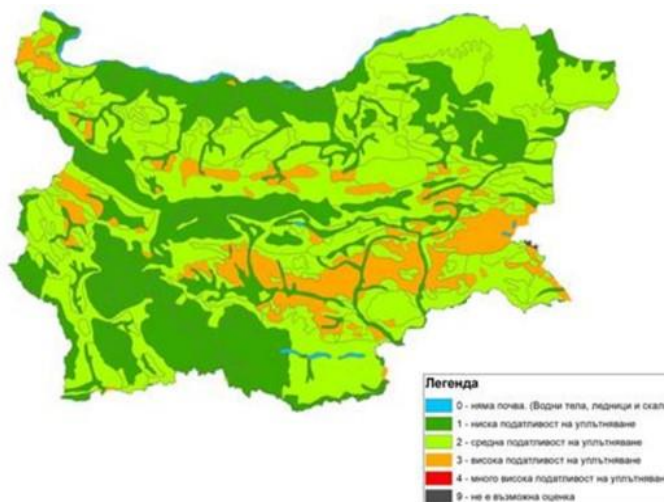 Легенда
0 - няма почва. (Водни тела, ледници и скал
1 - ниска податливост на уплътняване
2 - средна податливост на уплътняване
3 - висока податливост на уплътняване
4 - много висока податливост на уплътняван
9 - не е възможна оценка